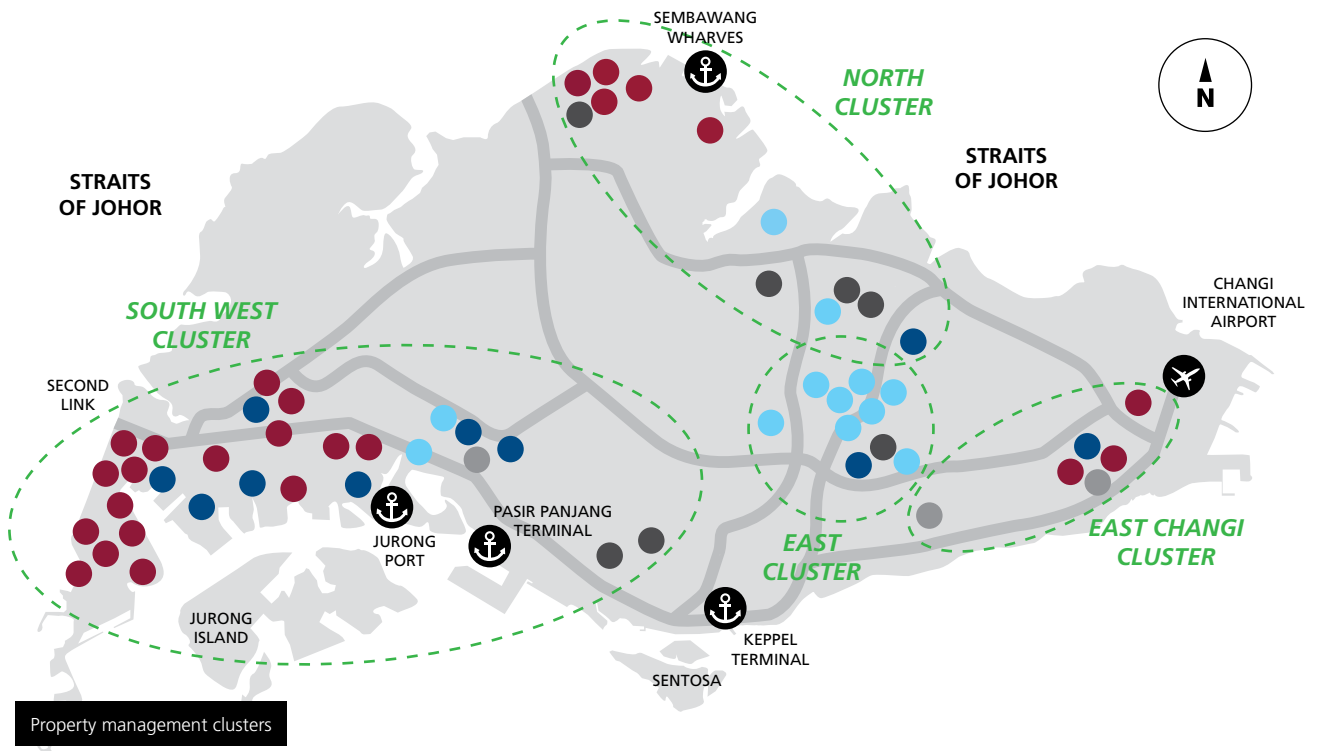 SEMBAWANG
WHARVES
NORTH
CLUSTER
N
STRAITS
OF JOHOR
STRAITS
OF JOHOR
CHANGI
INTERNATIONAL
AIRPORT
SOUTH WEST
CLUSTER
SECOND
LINK
PASIR PANJANG
TERMINAL
JURONG
PORT
EAST
CLUSTER
EAST CHANGI
CLUSTER
JURONG
ISLAND
KEPPEL
TERMINAL
SENTOSA
Property management clusters